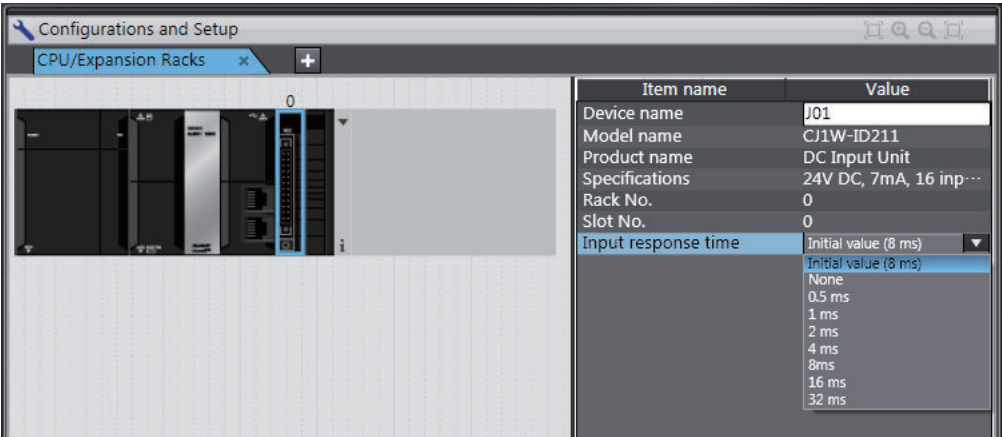 Configurations and Setup
CPU/Expansion Racks × +
0
i
Item name Value
Device name J01
Model name CJ1W-ID211
Product name DC Input Unit
Specifications 24V DC, 7mA, 16 inp⋯
Rack No. 0
Slot No. 0
Input response time Initial value (8 ms) ▼
Initial value (8 ms)
None
0.5 ms
1 ms
2 ms
4 ms
8ms
16 ms
32 ms